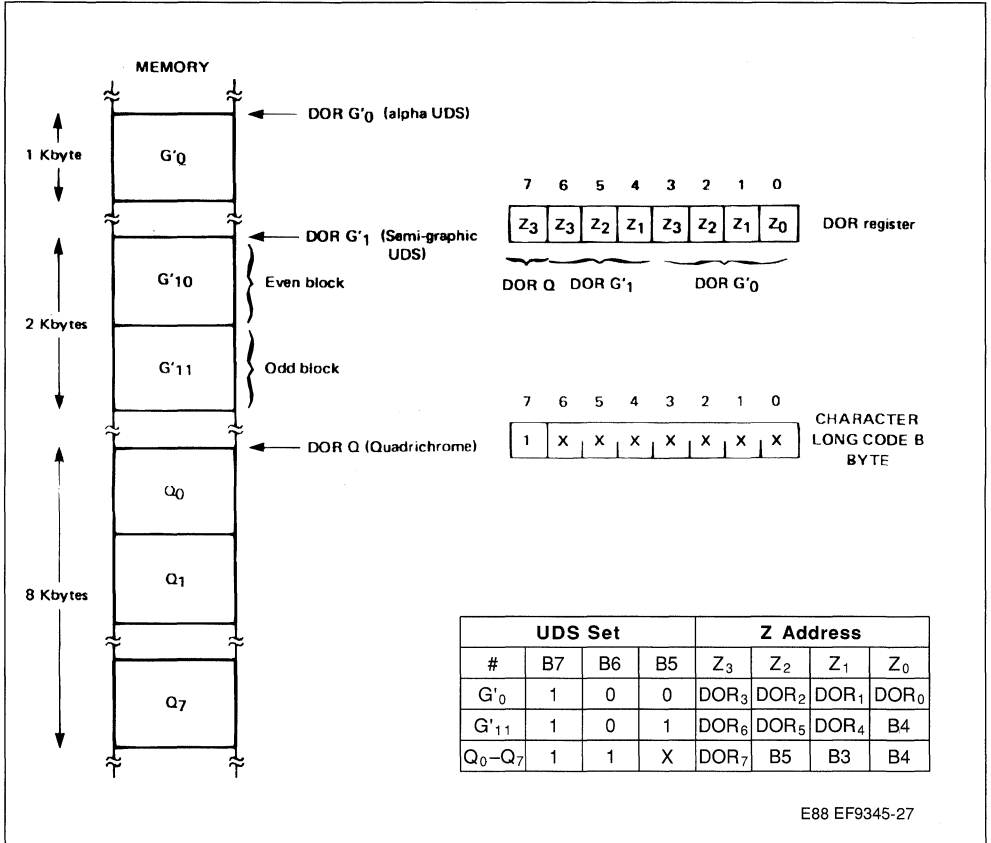 MEMORY
DOR G'0 (alpha UDS)
1 Kbyte
G'0
7 6 5 4 3 2 1 0
Z3 Z3 Z2 Z1 Z3 Z2 Z1 Z0
DOR register
DOR G'1 (Semi-graphic
UDS)
DOR Q DOR G'1 DOR G'0
G'10
Even block
2 Kbytes
G'11
Odd block
7 6 5 4 3 2 1 0
1 X X X X X X X
CHARACTER
LONG CODE B
BYTE
DOR Q (Quadrichrome)
Q0
Q1
8 Kbytes
Q7
UDS Set Z Address
# B7 B6 B5 Z3 Z2 Z1 Z0
G'0 1 0 0 DOR3 DOR2 DOR1 DOR0
G'11 1 0 1 DOR6 DOR5 DOR4 B4
Q0–Q7 1 1 X DOR7 B5 B3 B4
E88 EF9345-27